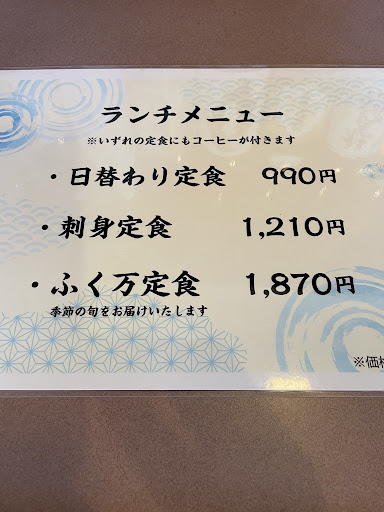 ランチメニュー
※いずれの定食にもコーヒーが付きます
・日替わり定食 990円
・刺身定食 1,210円
・ふく万定食 1,870円
季節の旬をお届けいたします
※価